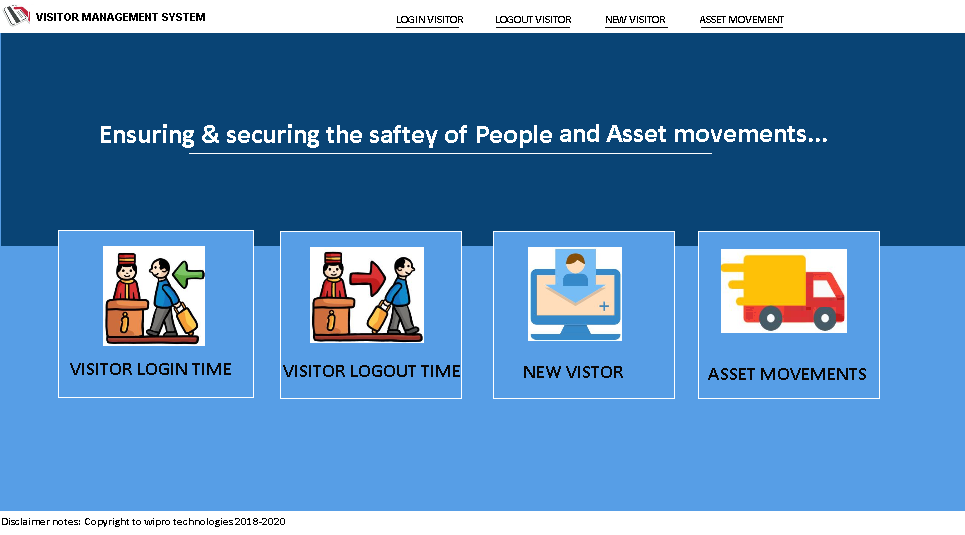 VISITOR MANAGEMENT SYSTEM
LOGIN VISITOR
LOGOUT VISITOR
NEW VISITOR
ASSET MOVEMENT
Ensuring & securing the saftey of People and Asset movements...
VISITOR LOGIN TIME
VISITOR LOGOUT TIME
NEW VISTOR
ASSET MOVEMENTS
Disclaimer notes: Copyright to wipro technologies 2018-2020